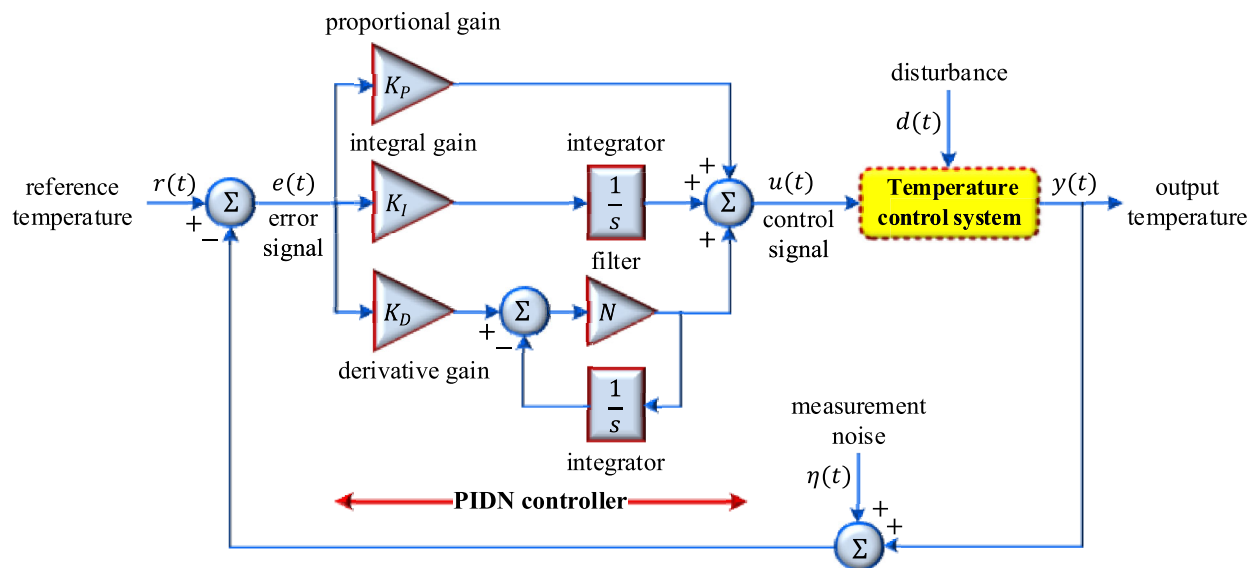 proportional gain
K_P
disturbance
d(t)
integral gain
integrator
reference
temperature
r(t)
Σ
+
−
e(t)
error
signal
K_I
1
s
+
+
+
Σ
u(t)
control
signal
Temperature
control system
y(t)
output
temperature
filter
K_D
+
−
Σ
N
derivative gain
1
s
integrator
measurement
noise
η(t)
PIDN controller
+
+
Σ